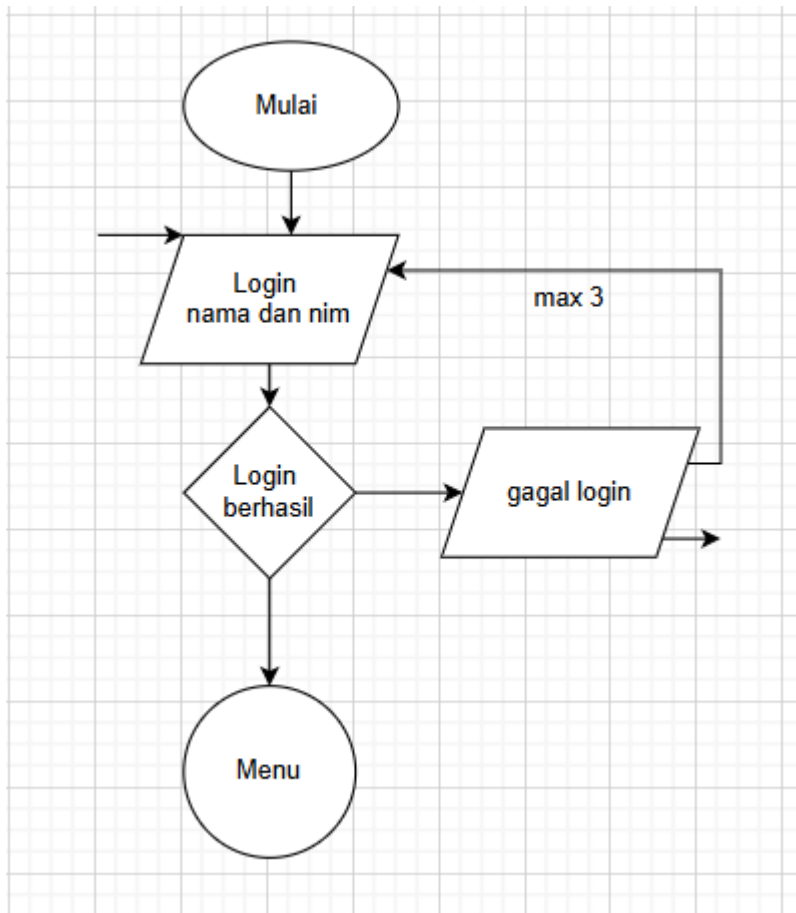 Mulai
Login
nama dan nim
max 3
Login
berhasil
gagal login
Menu